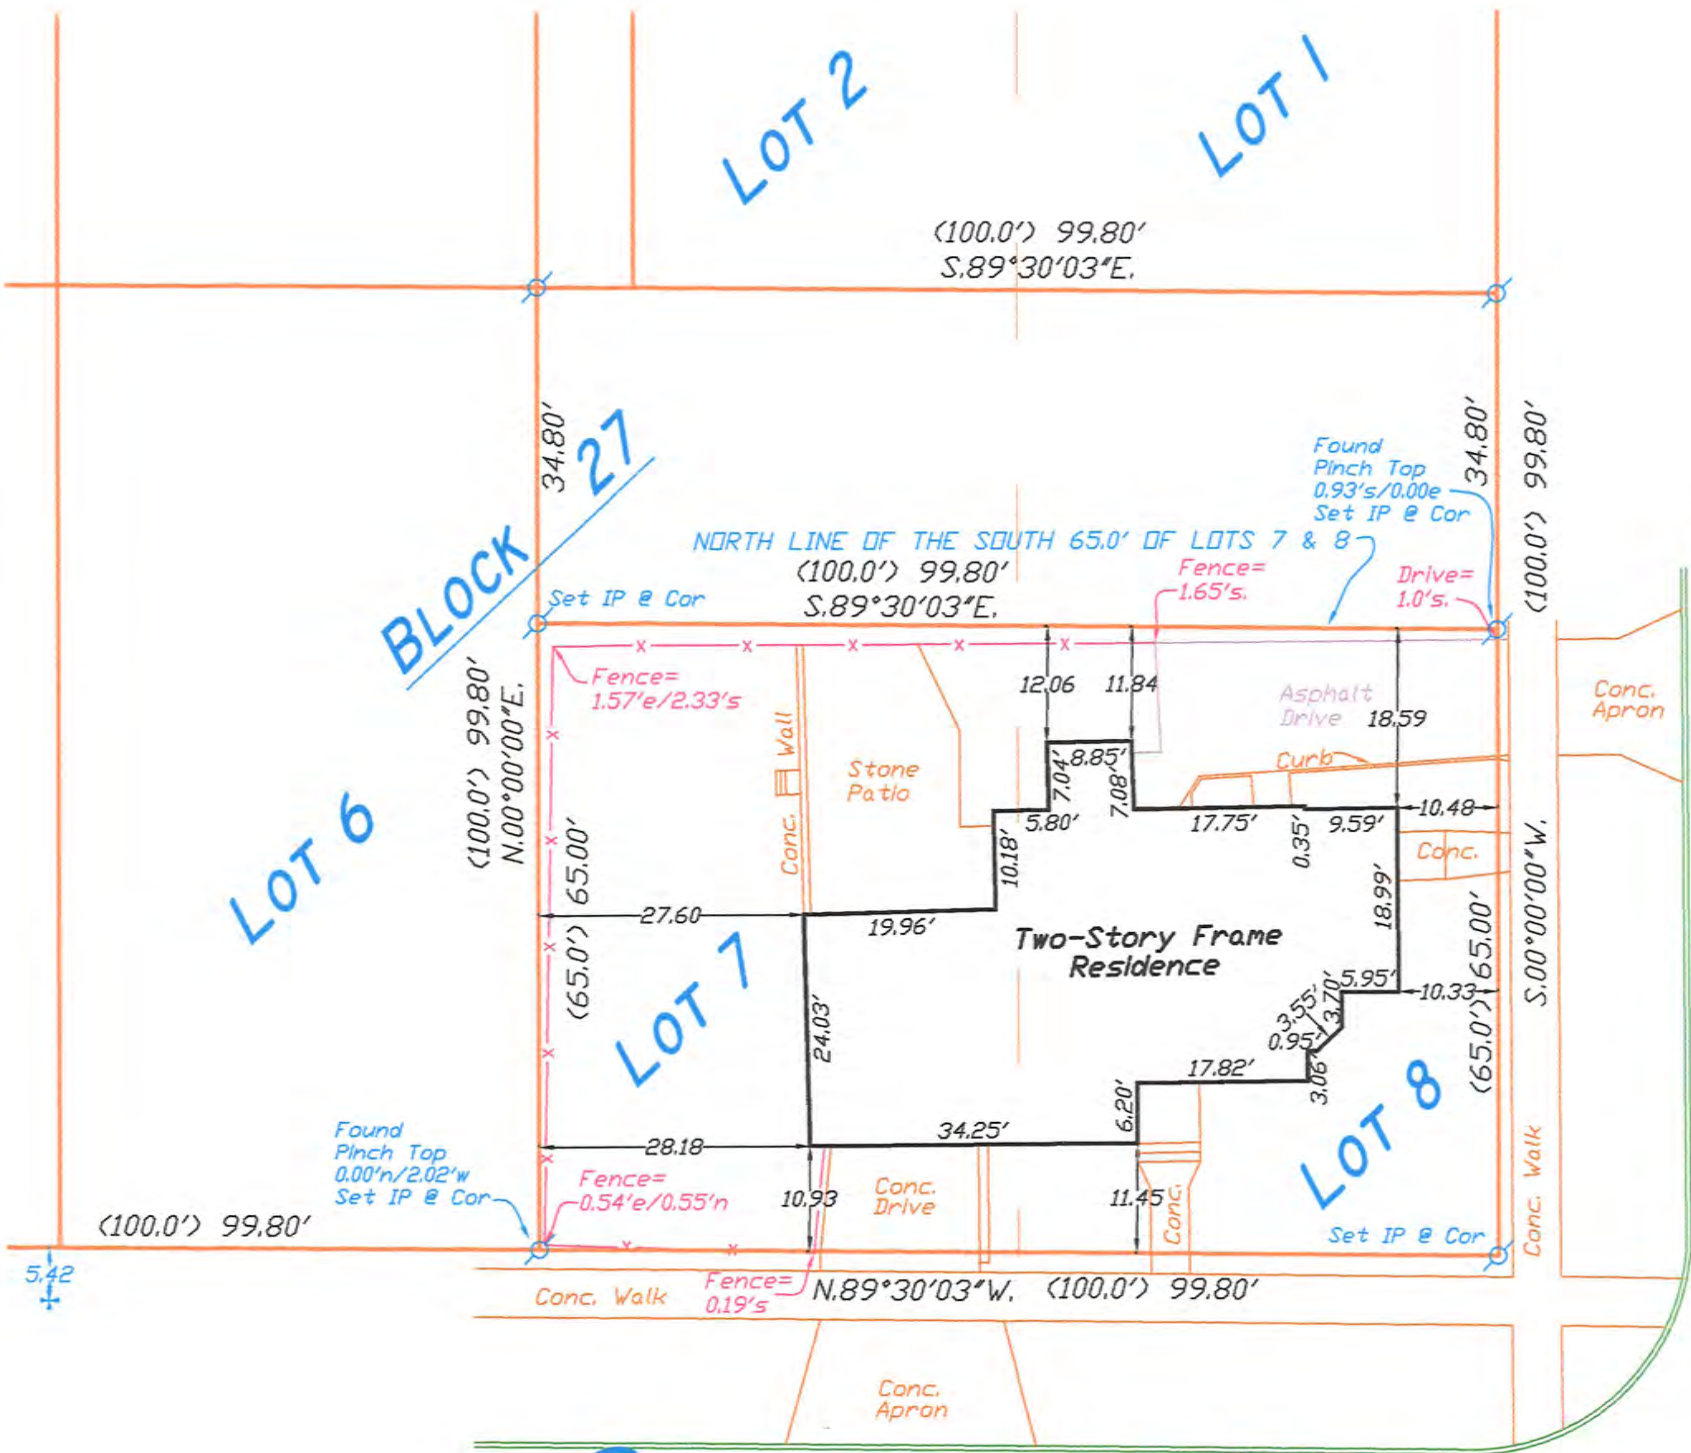 LOT 2
LOT 1
(100.0') 99.80'
S.89°30'03"E.
34.80'
34.80'
(100.0') 99.80'
BLOCK 27
Found
Pinch Top
0.93's/0.00e
Set IP @ Cor
NORTH LINE OF THE SOUTH 65.0' OF LOTS 7 & 8
(100.0') 99.80'
S.89°30'03"E.
Set IP @ Cor
Fence=
1.65's.
Drive=
1.0's.
Fence=
1.57'e/2.33's
12.06
11.84
Asphalt
Drive
18.59
Conc.
Apron
(100.0') 99.80'
N.00°00'00"E.
Conc. Wall
Stone
Patio
8.85'
7.04'
7.08'
Curb
5.80'
17.75'
0.35'
9.59'
10.48
Conc.
10.18'
18.99'
LOT 6
(65.0') 65.00'
27.60
19.96'
Two-Story Frame
Residence
S.00°00'00"W.
(65.0') 65.00'
LOT 7
24.03'
5.95'
10.33
3.70'
3.55'
0.95'
17.82'
3.06'
6.20'
LOT 8
34.25'
28.18
Found
Pinch Top
0.00'n/2.02'w
Set IP @ Cor
Fence=
0.54'e/0.55'n
10.93
Conc.
Drive
11.45
Conc.
Conc. Walk
Set IP @ Cor
(100.0') 99.80'
5.42
Conc. Walk
Fence=
0.19's
N.89°30'03"W. (100.0') 99.80'
Conc.
Apron